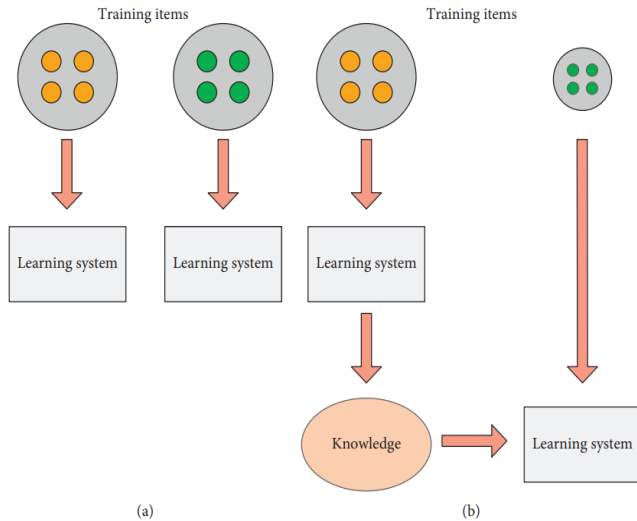 Training items
Training items
Learning system
Learning system
Learning system
Knowledge
Learning system
(a)
(b)